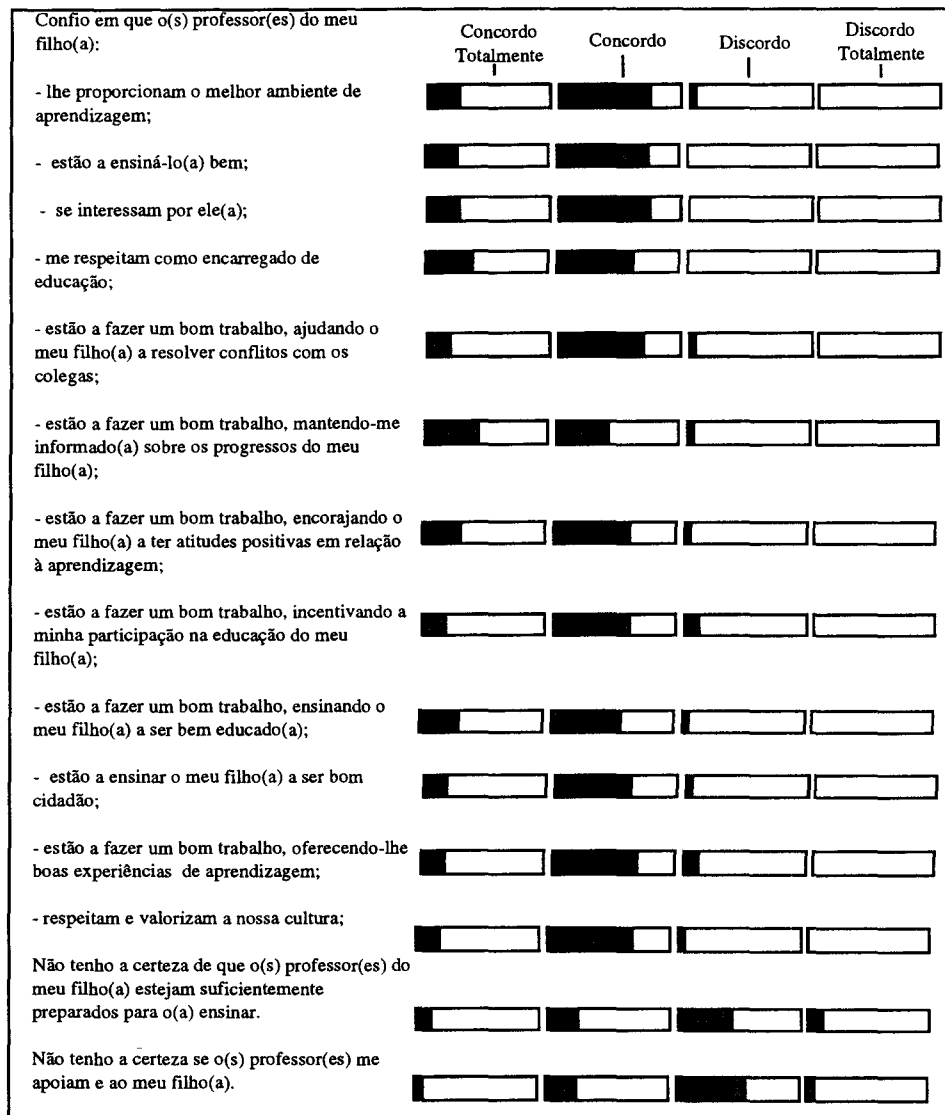 Confio em que o(s) professor(es) do meu
filho(a):
Concordo
Totalmente
Concordo
Discordo
Discordo
Totalmente
- lhe proporcionam o melhor ambiente de
aprendizagem;
- estão a ensiná-lo(a) bem;
- se interessam por ele(a);
- me respeitam como encarregado de
educação;
- estão a fazer um bom trabalho, ajudando o
meu filho(a) a resolver conflitos com os
colegas;
- estão a fazer um bom trabalho, mantendo-me
informado(a) sobre os progressos do meu
filho(a);
- estão a fazer um bom trabalho, encorajando o
meu filho(a) a ter atitudes positivas em relação
à aprendizagem;
- estão a fazer um bom trabalho, incentivando a
minha participação na educação do meu
filho(a);
- estão a fazer um bom trabalho, ensinando o
meu filho(a) a ser bem educado(a);
- estão a ensinar o meu filho(a) a ser bom
cidadão;
- estão a fazer um bom trabalho, oferecendo-lhe
boas experiências de aprendizagem;
- respeitam e valorizam a nossa cultura;
Não tenho a certeza de que o(s) professor(es) do
meu filho(a) estejam suficientemente
preparados para o(a) ensinar.
Não tenho a certeza se o(s) professor(es) me
apoiam e ao meu filho(a).